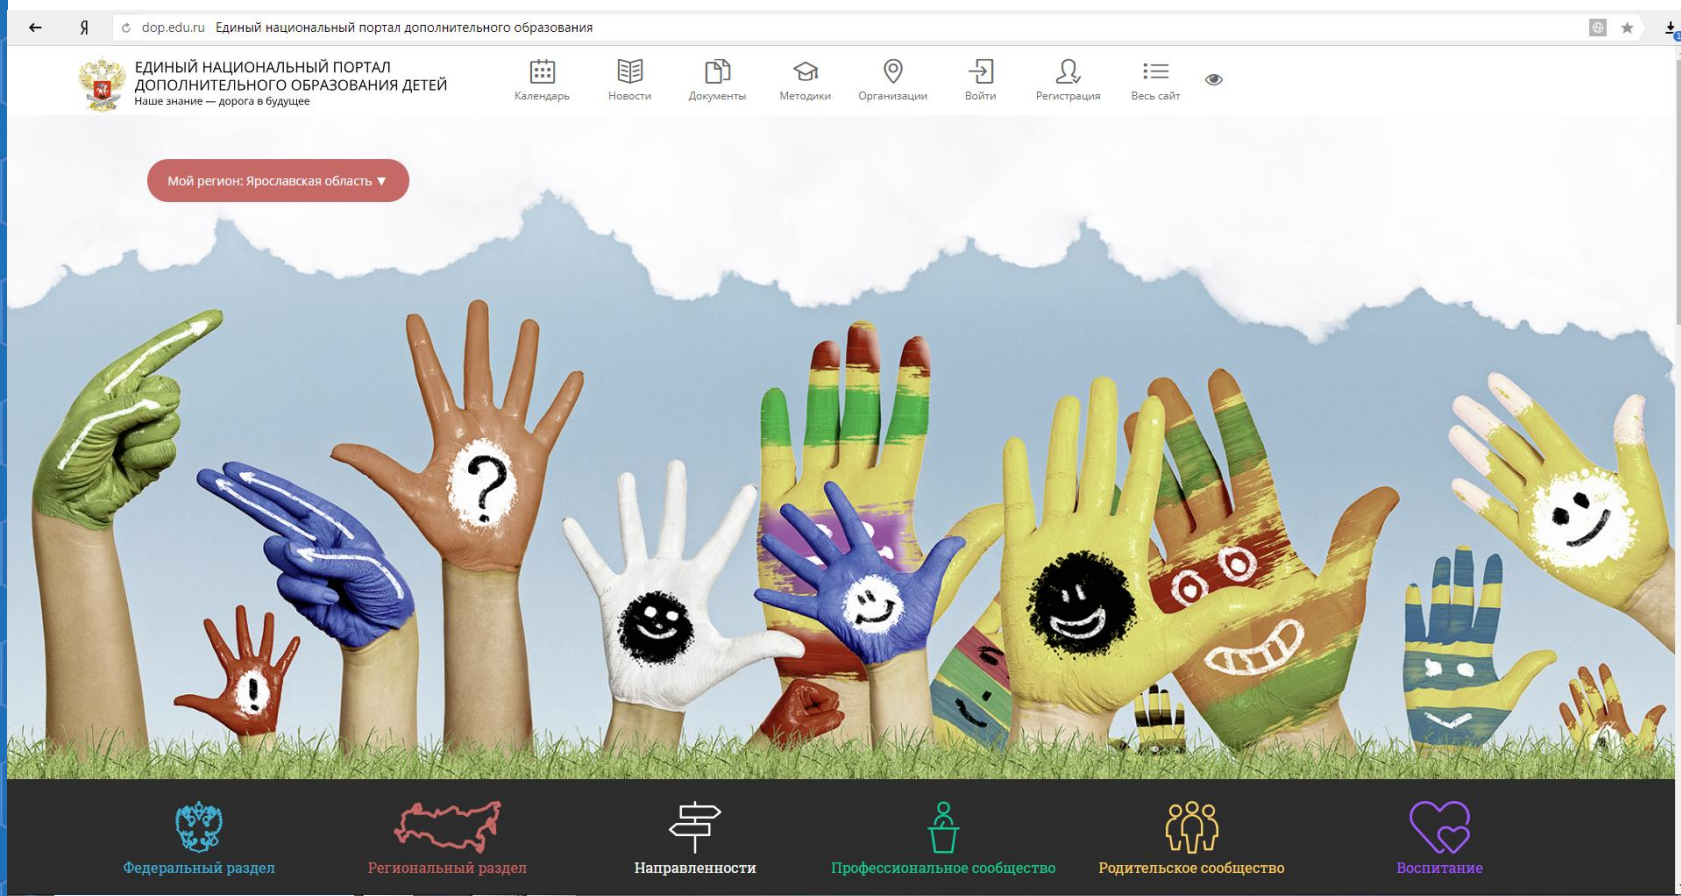 Я dop.edu.ru Единый национальный портал дополнительного образования
ЕДИНЫЙ НАЦИОНАЛЬНЫЙ ПОРТАЛ
ДОПОЛНИТЕЛЬНОГО ОБРАЗОВАНИЯ ДЕТЕЙ
Наше знание — дорога в будущее
Календарь Новости Документы Методики Организации Войти Регистрация Весь сайт
Мой регион: Ярославская область ▼
?
!
Федеральный раздел Региональный раздел Направленности Профессиональное сообщество Родительское сообщество Воспитание